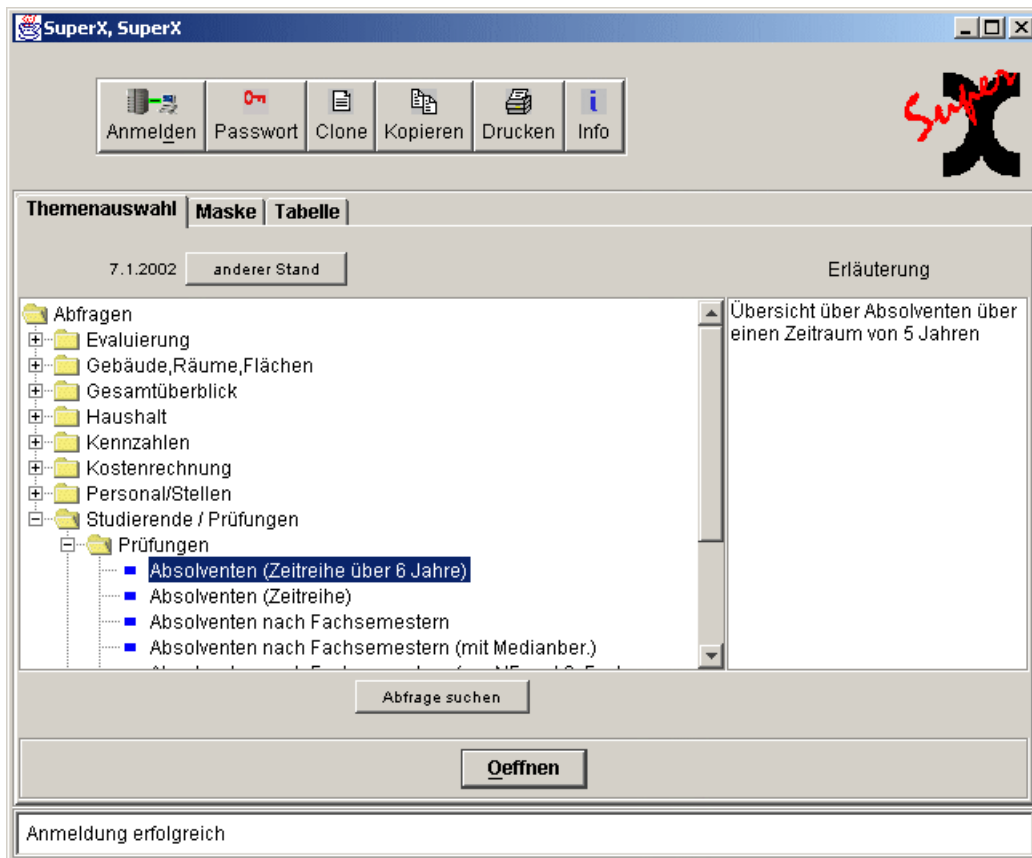 SuperX, SuperX
Anmelden Passwort Clone Kopieren Drucken Info
Super X
Themenauswahl Maske Tabelle
7.1.2002 anderer Stand
Erläuterung
Abfragen
Evaluierung
Gebäude,Räume,Flächen
Gesamtüberblick
Haushalt
Kennzahlen
Kostenrechnung
Personal/Stellen
Studierende / Prüfungen
Prüfungen
Absolventen (Zeitreihe über 6 Jahre)
Absolventen (Zeitreihe)
Absolventen nach Fachsemestern
Absolventen nach Fachsemestern (mit Medianber.)
Übersicht über Absolventen über
einen Zeitraum von 5 Jahren
Abfrage suchen
Oeffnen
Anmeldung erfolgreich